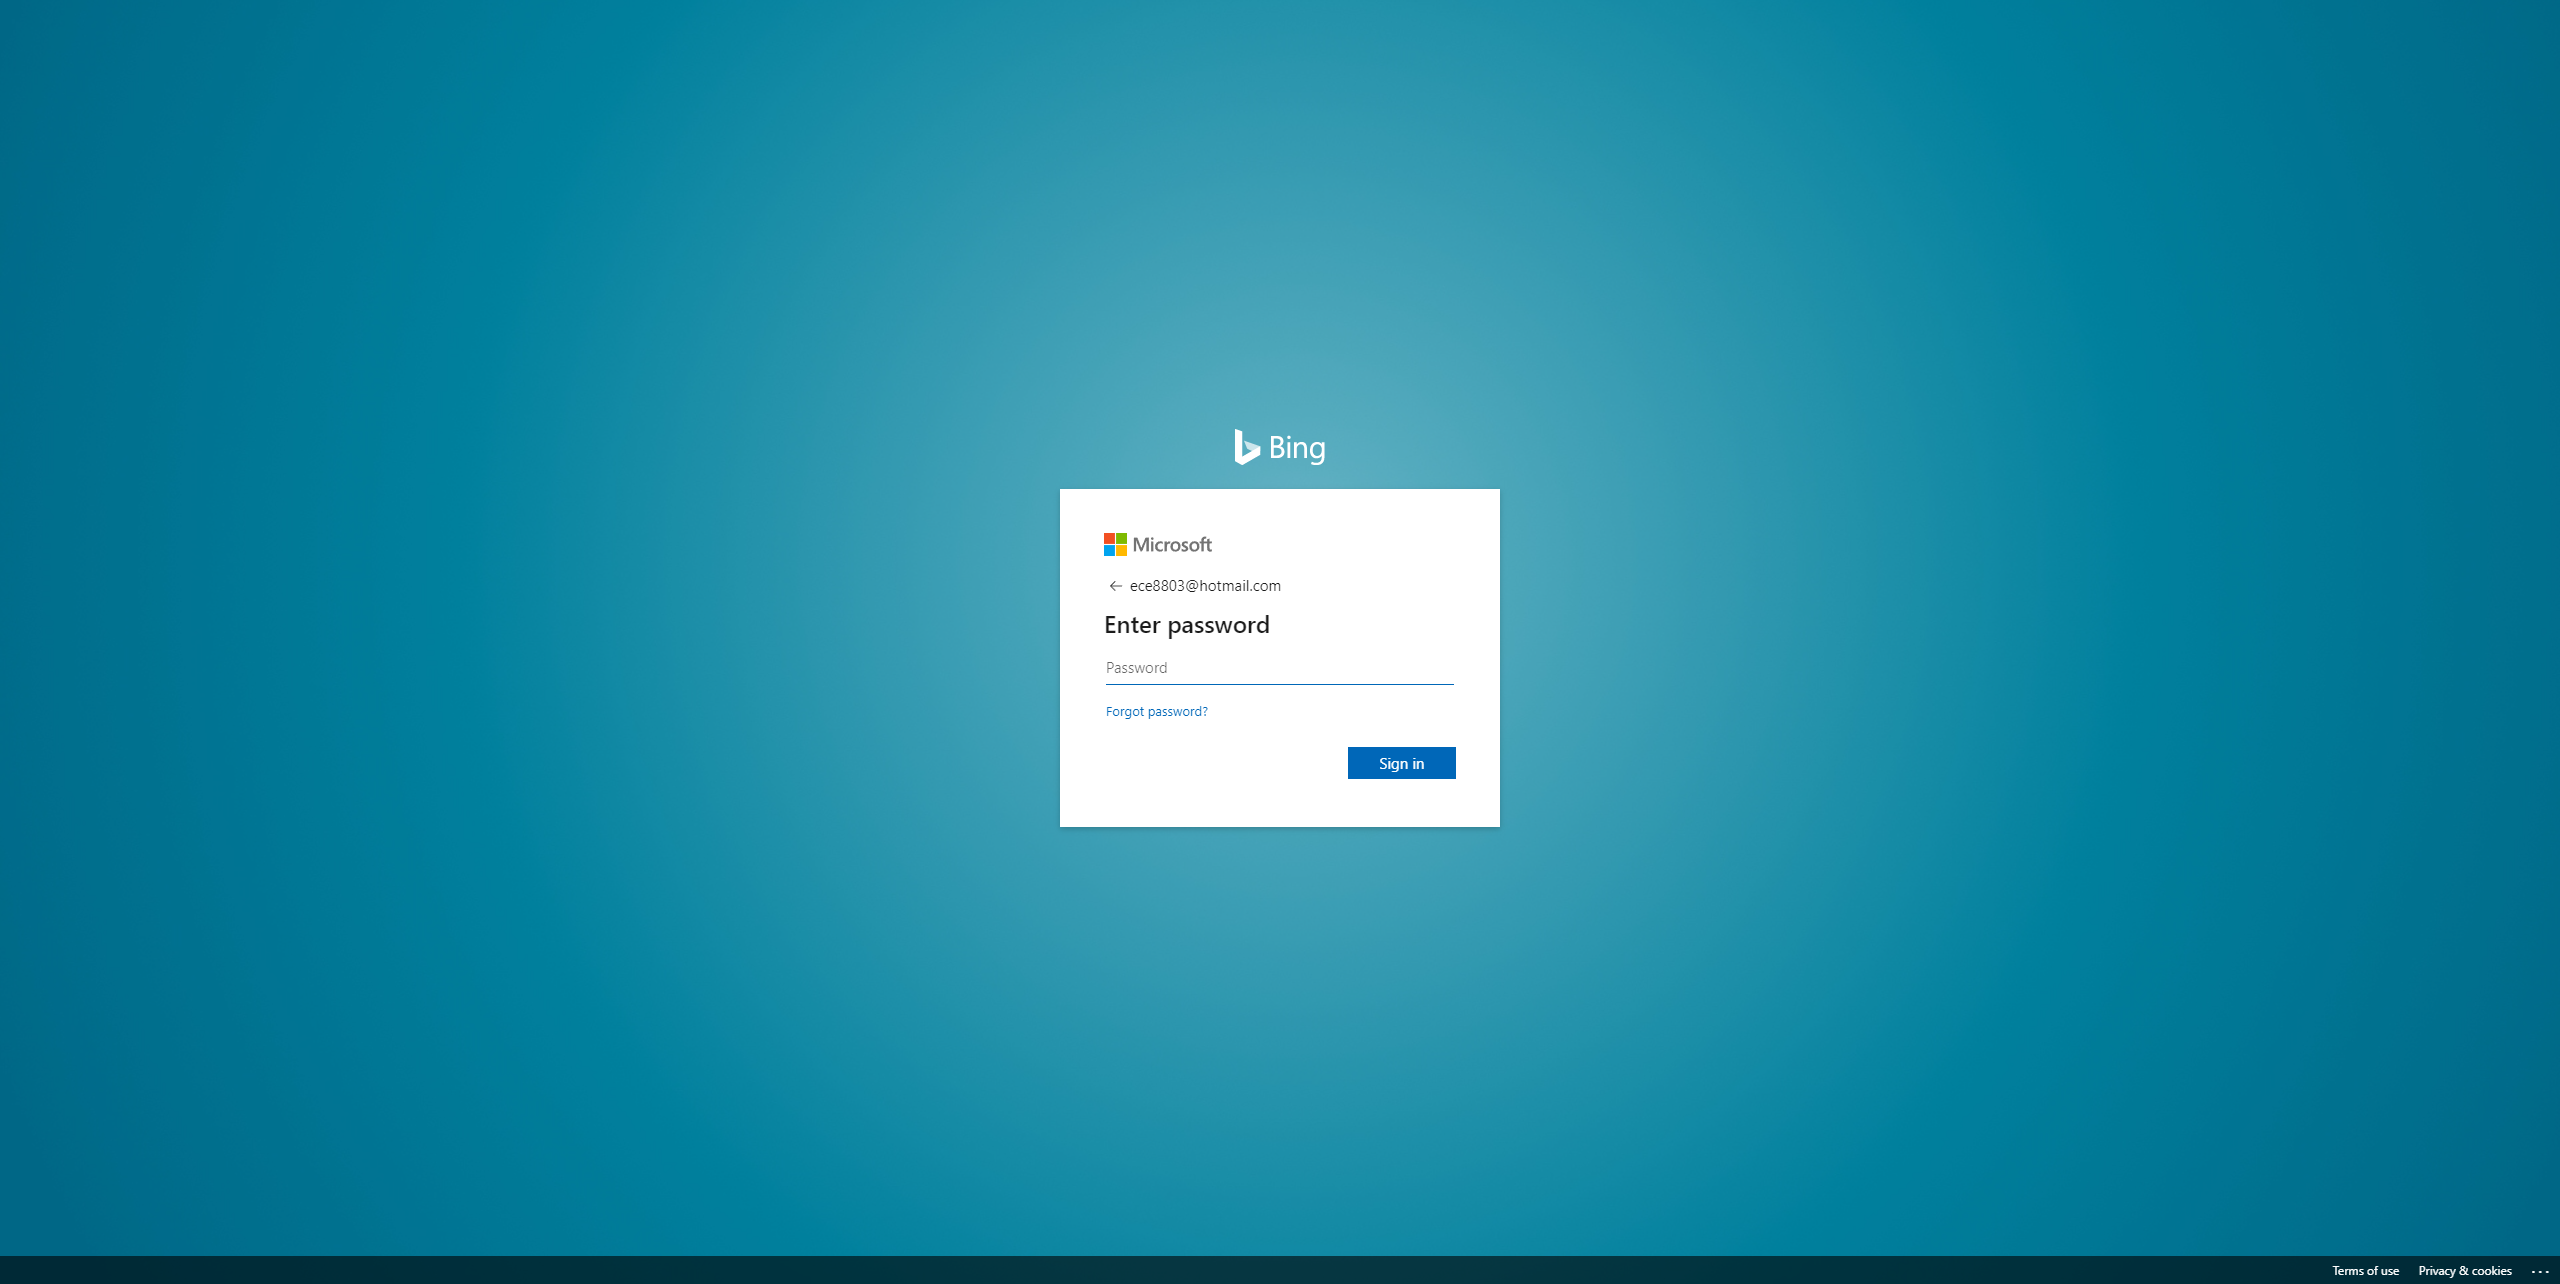 Bing
Microsoft
ece8803@hotmail.com
Enter password
Password
Forgot password?
Sign in
Terms of use Privacy & cookies ...